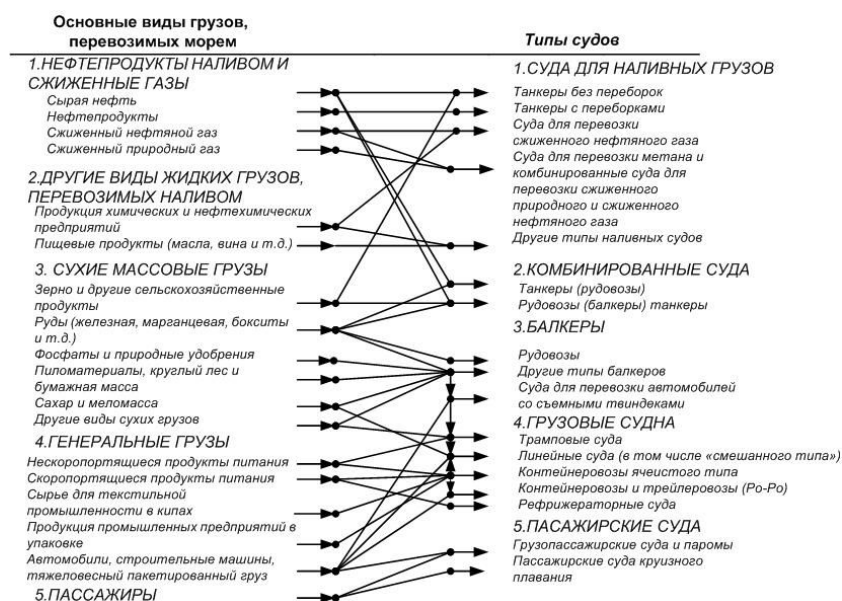 Основные виды грузов,
перевозимых морем
1.НЕФТЕПРОДУКТЫ НАЛИВОМ И
СЖИЖЕННЫЕ ГАЗЫ
Сырая нефть
Нефтепродукты
Сжиженный нефтяной газ
Сжиженный природный газ
2.ДРУГИЕ ВИДЫ ЖИДКИХ ГРУЗОВ,
ПЕРЕВОЗИМЫХ НАЛИВОМ
Продукция химических и нефтехимических
предприятий
Пищевые продукты (масла, вина и т.д.)
3. СУХИЕ МАССОВЫЕ ГРУЗЫ
Зерно и другие сельскохозяйственные
продукты
Руды (железная, марганцевая, бокситы
и т.д.)
Фосфаты и природные удобрения
Пиломатериалы, круглый лес и
бумажная масса
Сахар и меломасса
Другие виды сухих грузов
4.ГЕНЕРАЛЬНЫЕ ГРУЗЫ
Нескоропортящиеся продукты питания
Скоропортящиеся продукты питания
Сырье для текстильной
промышленности в кипах
Продукция промышленных предприятий в
упаковке
Автомобили, строительные машины,
тяжеловесный пакетированный груз
5.ПАССАЖИРЫ
Типы судов
1.СУДА ДЛЯ НАЛИВНЫХ ГРУЗОВ
Танкеры без переборок
Танкеры с переборками
Суда для перевозки
сжиженного нефтяного газа
Суда для перевозки метана и
комбинированные суда для
перевозки сжиженного
природного и сжиженного
нефтяного газа
Другие типы наливных судов
2.КОМБИНИРОВАННЫЕ СУДА
Танкеры (рудовозы)
Рудовозы (балкеры) танкеры
3.БАЛКЕРЫ
Рудовозы
Другие типы балкеров
Суда для перевозки автомобилей
со съемными твиндеками
4.ГРУЗОВЫЕ СУДНА
Трамповые суда
Линейные суда (в том числе «смешанного типа»)
Контейнеровозы ячеистого типа
Контейнеровозы и трейлеровозы (Ро-Ро)
Рефрижераторные суда
5.ПАСАЖИРСКИЕ СУДА
Грузопассажирские суда и паромы
Пассажирские суда круизного
плавания